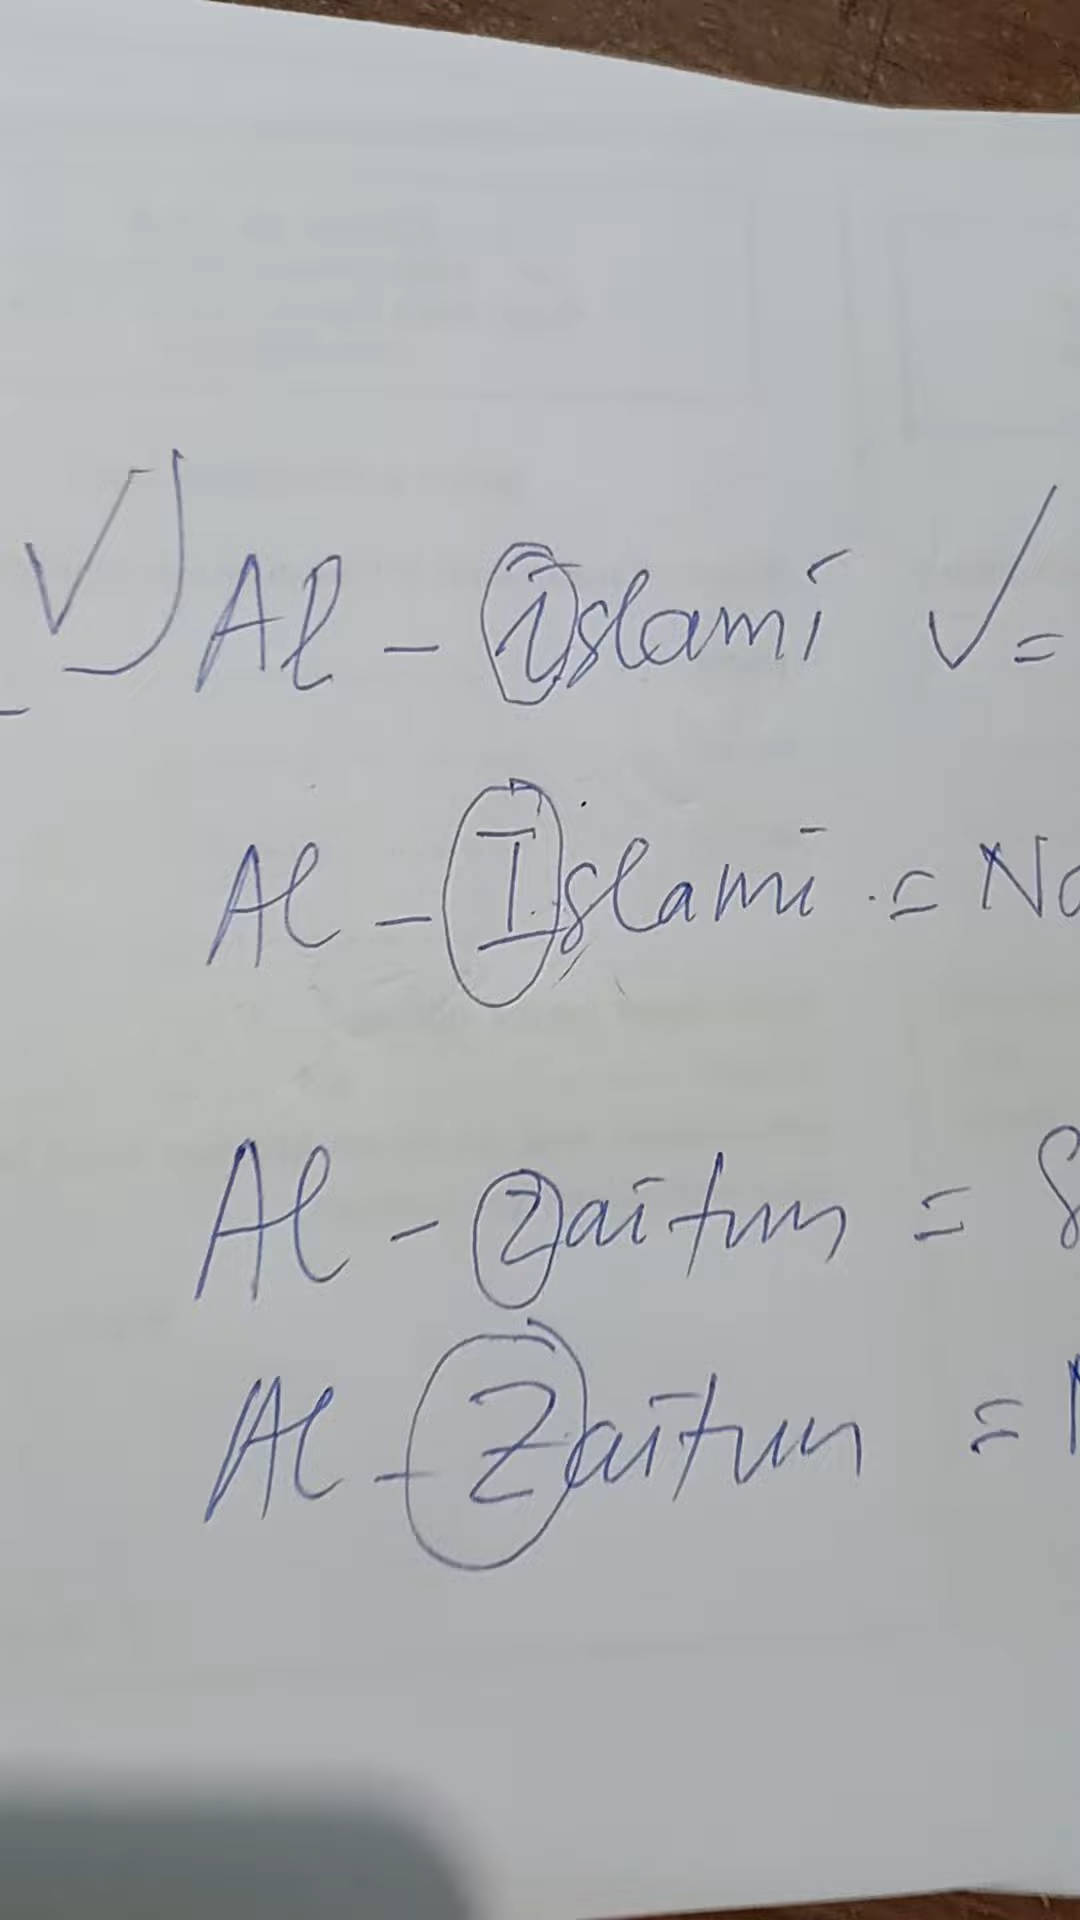 √) Al - islami ✓=
Al - Islami = No
Al - zaitun =
Al - Zaitun =